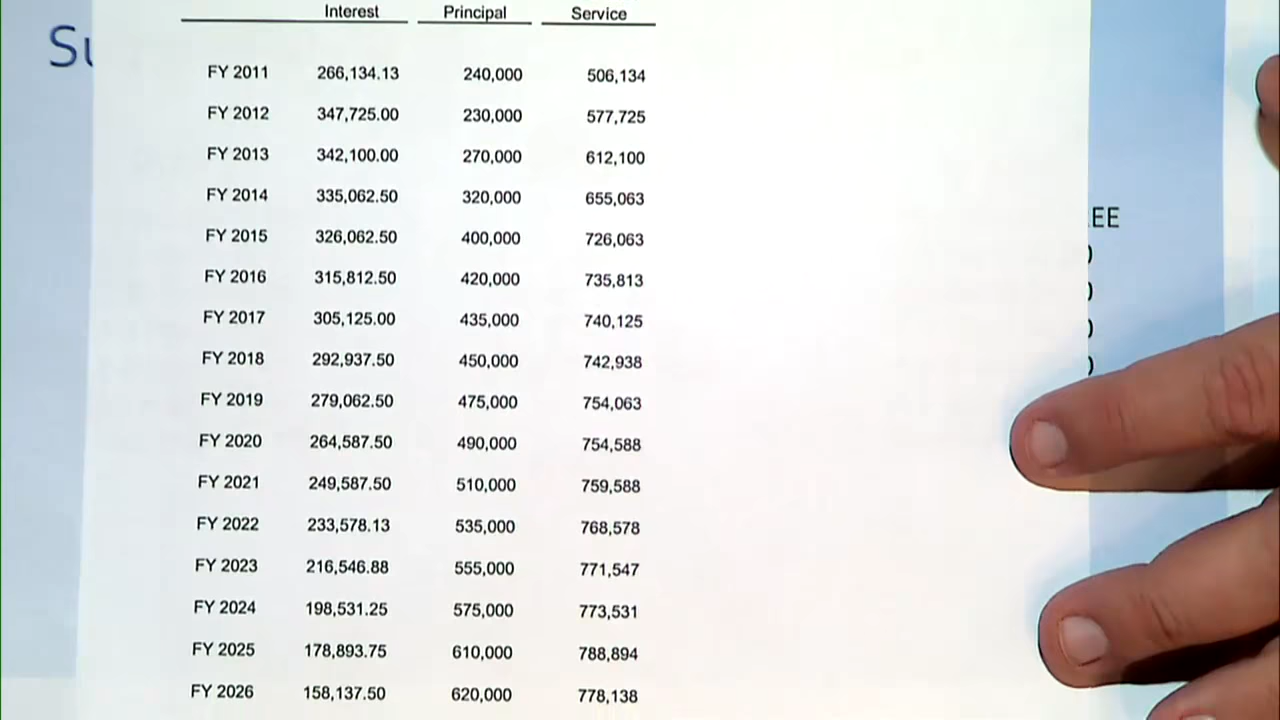 Interest Principal Service
Su
FY 2011 266,134.13 240,000 506,134
FY 2012 347,725.00 230,000 577,725
FY 2013 342,100.00 270,000 612,100
FY 2014 335,062.50 320,000 655,063
EE
FY 2015 326,062.50 400,000 726,063
FY 2016 315,812.50 420,000 735,813
FY 2017 305,125.00 435,000 740,125
FY 2018 292,937.50 450,000 742,938
FY 2019 279,062.50 475,000 754,063
FY 2020 264,587.50 490,000 754,588
FY 2021 249,587.50 510,000 759,588
FY 2022 233,578.13 535,000 768,578
FY 2023 216,546.88 555,000 771,547
FY 2024 198,531.25 575,000 773,531
FY 2025 178,893.75 610,000 788,894
FY 2026 158,137.50 620,000 778,138